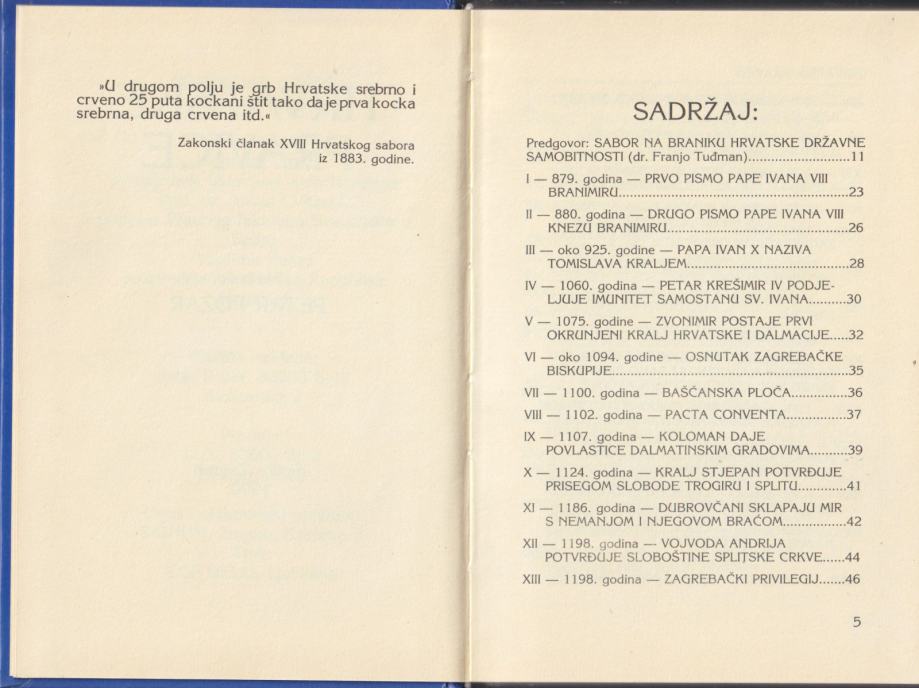 »U drugom polju je grb Hrvatske srebrno i
crveno 25 puta kockani štit tako da je prva kocka
srebrna, druga crvena itd.«
Zakonski članak XVIII Hrvatskog sabora
iz 1883. godine.
SADRŽAJ:
Predgovor: SABOR NA BRANIKU HRVATSKE DRŽAVNE
SAMOBITNOSTI (dr. Franjo Tuđman)......................11
I — 879. godina — PRVO PISMO PAPE IVANA VIII
BRANIMIRU.................................................23
II — 880. godina — DRUGO PISMO PAPE IVANA VIII
KNEZU BRANIMIRU.......................................26
III — oko 925. godine — PAPA IVAN X NAZIVA
TOMISLAVA KRALJEM...................................28
IV — 1060. godina — PETAR KREŠIMIR IV PODJE-
LJUJE IMUNITET SAMOSTANU SV. IVANA..........30
V — 1075. godine — ZVONIMIR POSTAJE PRVI
OKRUNJENI KRALJ HRVATSKE I DALMACIJE.....32
VI — oko 1094. godine — OSNUTAK ZAGREBAČKE
BISKUPIJE...................................................35
VII — 1100. godina — BAŠČANSKA PLOČA..............36
VIII — 1102. godina — PACTA CONVENTA...............37
IX — 1107. godina — KOLOMAN DAJE
POVLASTICE DALMATINSKIM GRADOVIMA..........39
X — 1124. godina — KRALJ STJEPAN POTVRĐUJE
PRISEGOM SLOBODE TROGIRU I SPLITU.............41
XI — 1186. godina — DUBROVČANI SKLAPAJU MIR
S NEMANJOM I NJEGOVOM BRAĆOM.................42
XII — 1198. godina — VOJVODA ANDRIJA
POTVRĐUJE SLOBOŠTINE SPLITSKE CRKVE......44
XIII — 1198. godina — ZAGREBAČKI PRIVILEGIJ.......46
5